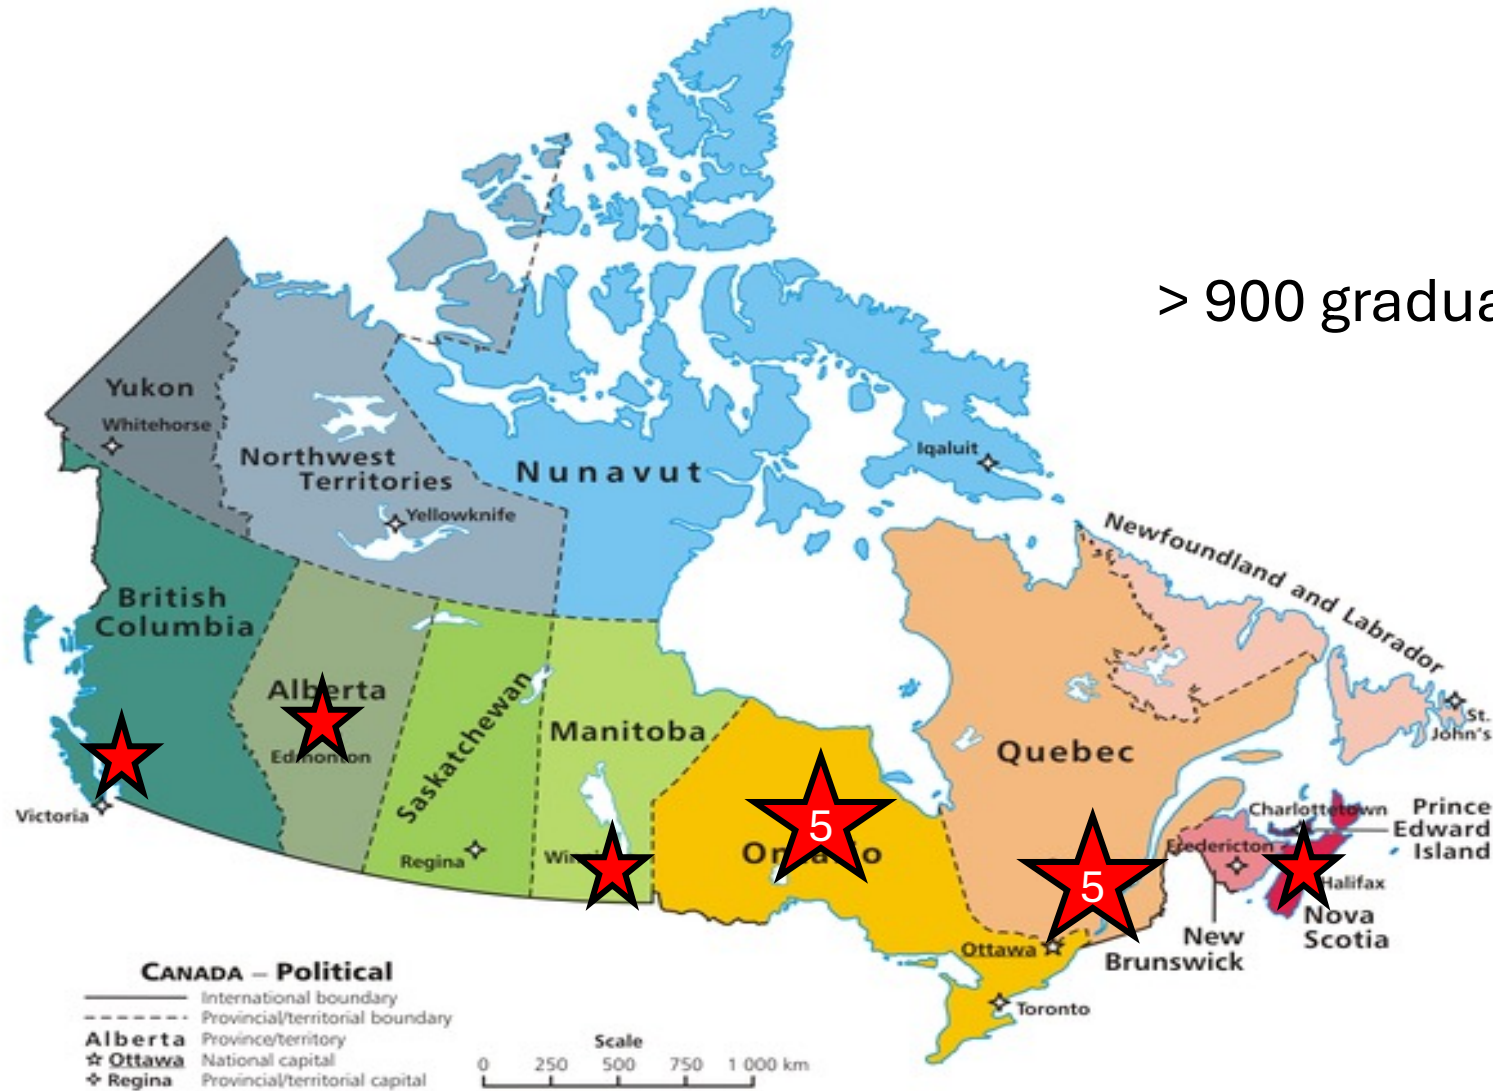 > 900 gradua
Yukon
Whitehorse
Northwest
Territories
Yellowknife
Nunavut
Iqaluit
Newfoundland and Labrador
British
Columbia
Alberta
Edmonton
Saskatchewan
Manitoba
Quebec
St.
John's
Victoria
Regina
5
Ontario
5
Charlottetown
Prince
Edward
Island
Fredericton
Halifax
Nova
Scotia
New
Brunswick
Ottawa
Toronto
CANADA – Political
International boundary
Provincial/territorial boundary
Alberta Province/territory
Ottawa National capital
Regina Provincial/territorial capital
Scale
0 250 500 750 1 000 km